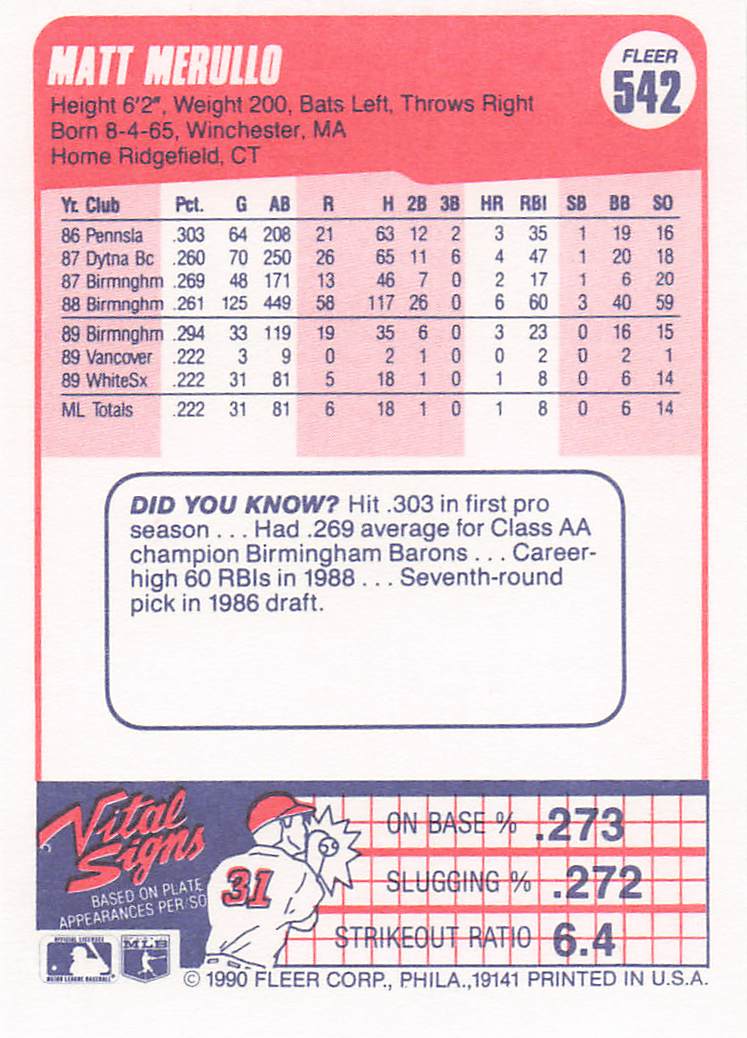 MATT MERULLO
FLEER
542
Height 6'2", Weight 200, Bats Left, Throws Right
Born 8-4-65, Winchester, MA
Home Ridgefield, CT
Yr. Club Pct. G AB R H 2B 3B HR RBI SB BB SO
86 Pennsla .303 64 208 21 63 12 2 3 35 1 19 16
87 Dytna Bc .260 70 250 26 65 11 6 4 47 1 20 18
87 Birmnghm .269 48 171 13 46 7 0 2 17 1 6 20
88 Birmnghm .261 125 449 58 117 26 0 6 60 3 40 59
89 Birmnghm .294 33 119 19 35 6 0 3 23 0 16 15
89 Vancover .222 3 9 0 2 1 0 0 2 0 2 1
89 WhiteSx .222 31 81 5 18 1 0 1 8 0 6 14
ML Totals .222 31 81 6 18 1 0 1 8 0 6 14
DID YOU KNOW? Hit .303 in first pro
season . . . Had .269 average for Class AA
champion Birmingham Barons . . . Career-
high 60 RBIs in 1988 . . . Seventh-round
pick in 1986 draft.
Vital
Signs
BASED ON PLATE
APPEARANCES PER/SO
31
ON BASE % .273
SLUGGING % .272
STRIKEOUT RATIO 6.4
OFFICIAL LICENSEE
MAJOR LEAGUE BASEBALL
MLB
© 1990 FLEER CORP., PHILA.,19141 PRINTED IN U.S.A.